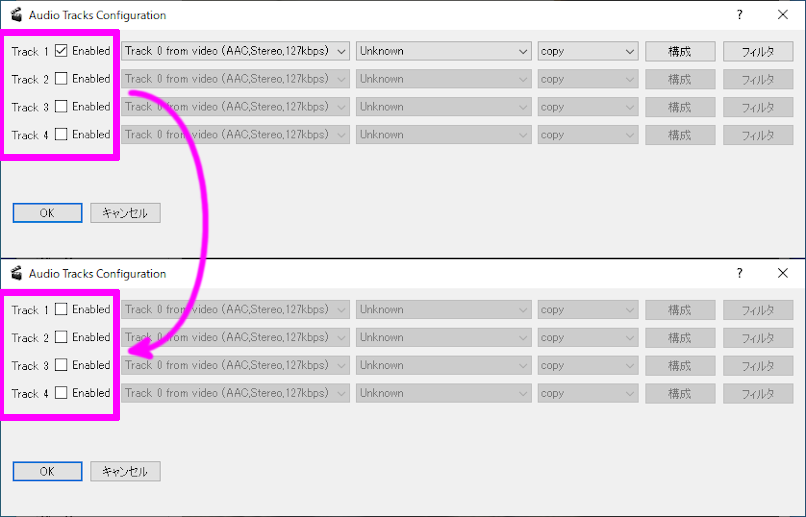 Audio Tracks Configuration ? ×
Track 1 Enabled Track 0 from video (AAC,Stereo,127kbps) Unknown copy 構成 フィルタ
Track 2 Enabled Track 0 from video (AAC,Stereo,127kbps) Unknown copy 構成 フィルタ
Track 3 Enabled Track 0 from video (AAC,Stereo,127kbps) Unknown copy 構成 フィルタ
Track 4 Enabled Track 0 from video (AAC,Stereo,127kbps) Unknown copy 構成 フィルタ
OK キャンセル
Audio Tracks Configuration ? ×
Track 1 Enabled Track 0 from video (AAC,Stereo,127kbps) Unknown copy 構成 フィルタ
Track 2 Enabled Track 0 from video (AAC,Stereo,127kbps) Unknown copy 構成 フィルタ
Track 3 Enabled Track 0 from video (AAC,Stereo,127kbps) Unknown copy 構成 フィルタ
Track 4 Enabled Track 0 from video (AAC,Stereo,127kbps) Unknown copy 構成 フィルタ
OK キャンセル